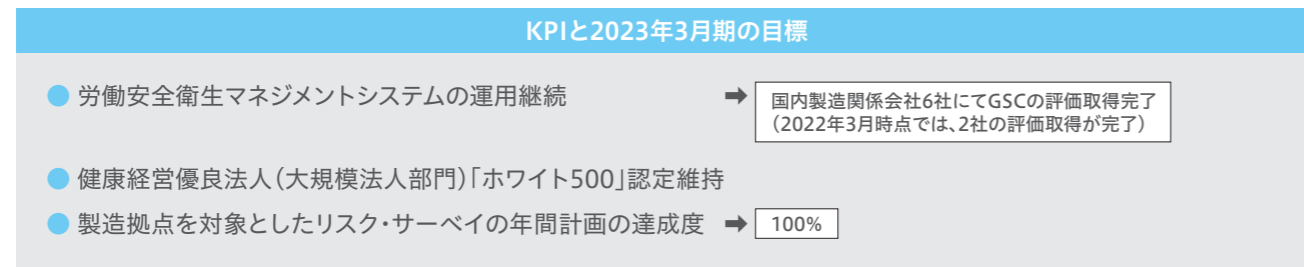 KPIと2023年3月期の目標
● 労働安全衛生マネジメントシステムの運用継続 ➡ 国内製造関係会社6社にてGSCの評価取得完了
（2022年3月時点では、2社の評価取得が完了）
● 健康経営優良法人（大規模法人部門）「ホワイト500」認定維持
● 製造拠点を対象としたリスク・サーベイの年間計画の達成度 ➡ 100%